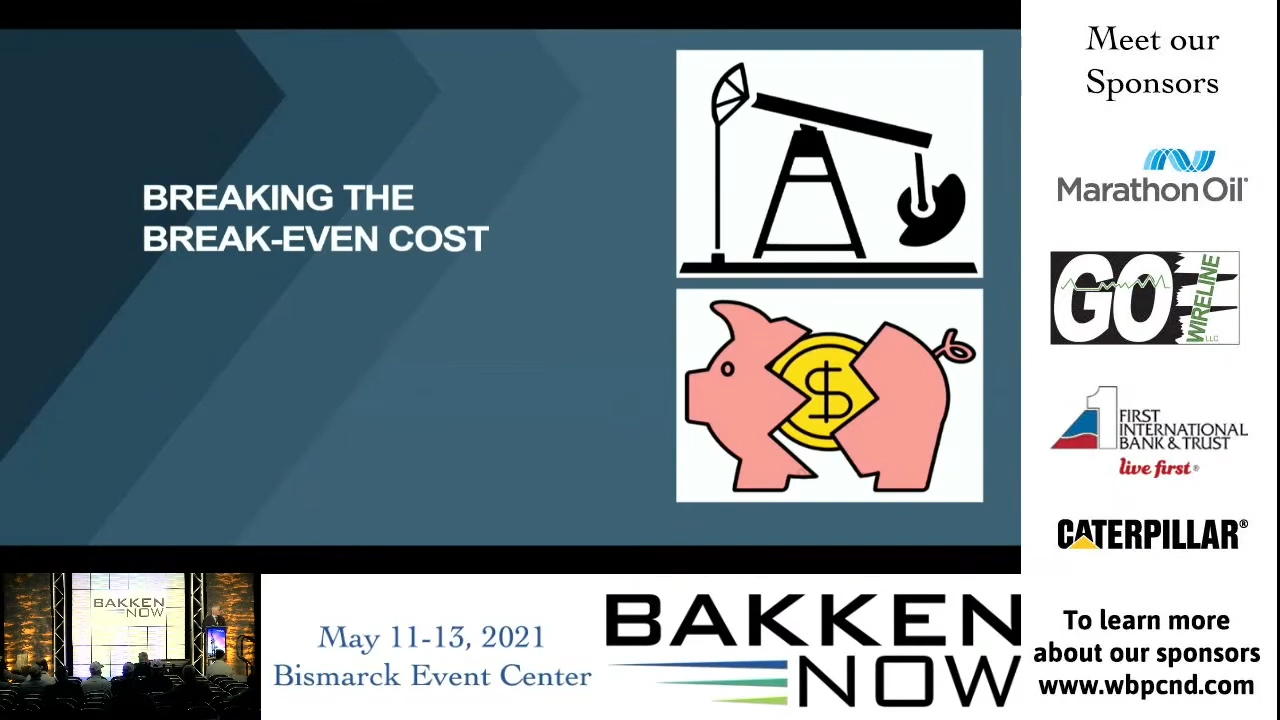 BREAKING THE
BREAK-EVEN COST
Meet our
Sponsors
Marathon Oil®
GO
WIRELINE
LLC
1
FIRST
INTERNATIONAL
BANK & TRUST
live first®
CATERPILLAR®
To learn more
about our sponsors
www.wbpcnd.com
BAKKEN
NOW
May 11-13, 2021
Bismarck Event Center
BAKKEN
NOW